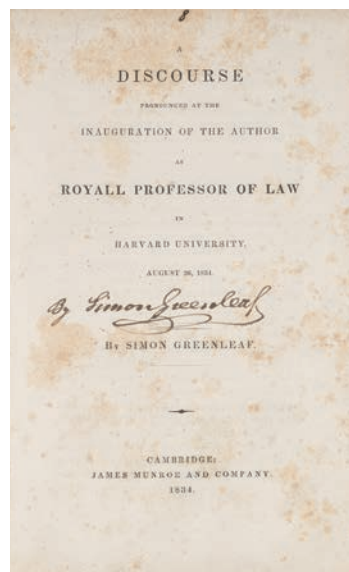 8
A
DISCOURSE
PRONOUNCED AT THE
INAUGURATION OF THE AUTHOR
AS
ROYALL PROFESSOR OF LAW
IN
HARVARD UNIVERSITY.
AUGUST 26, 1834.
By Simon Greenleaf
BY SIMON GREENLEAF.
CAMBRIDGE:
JAMES MUNROE AND COMPANY.
1834.